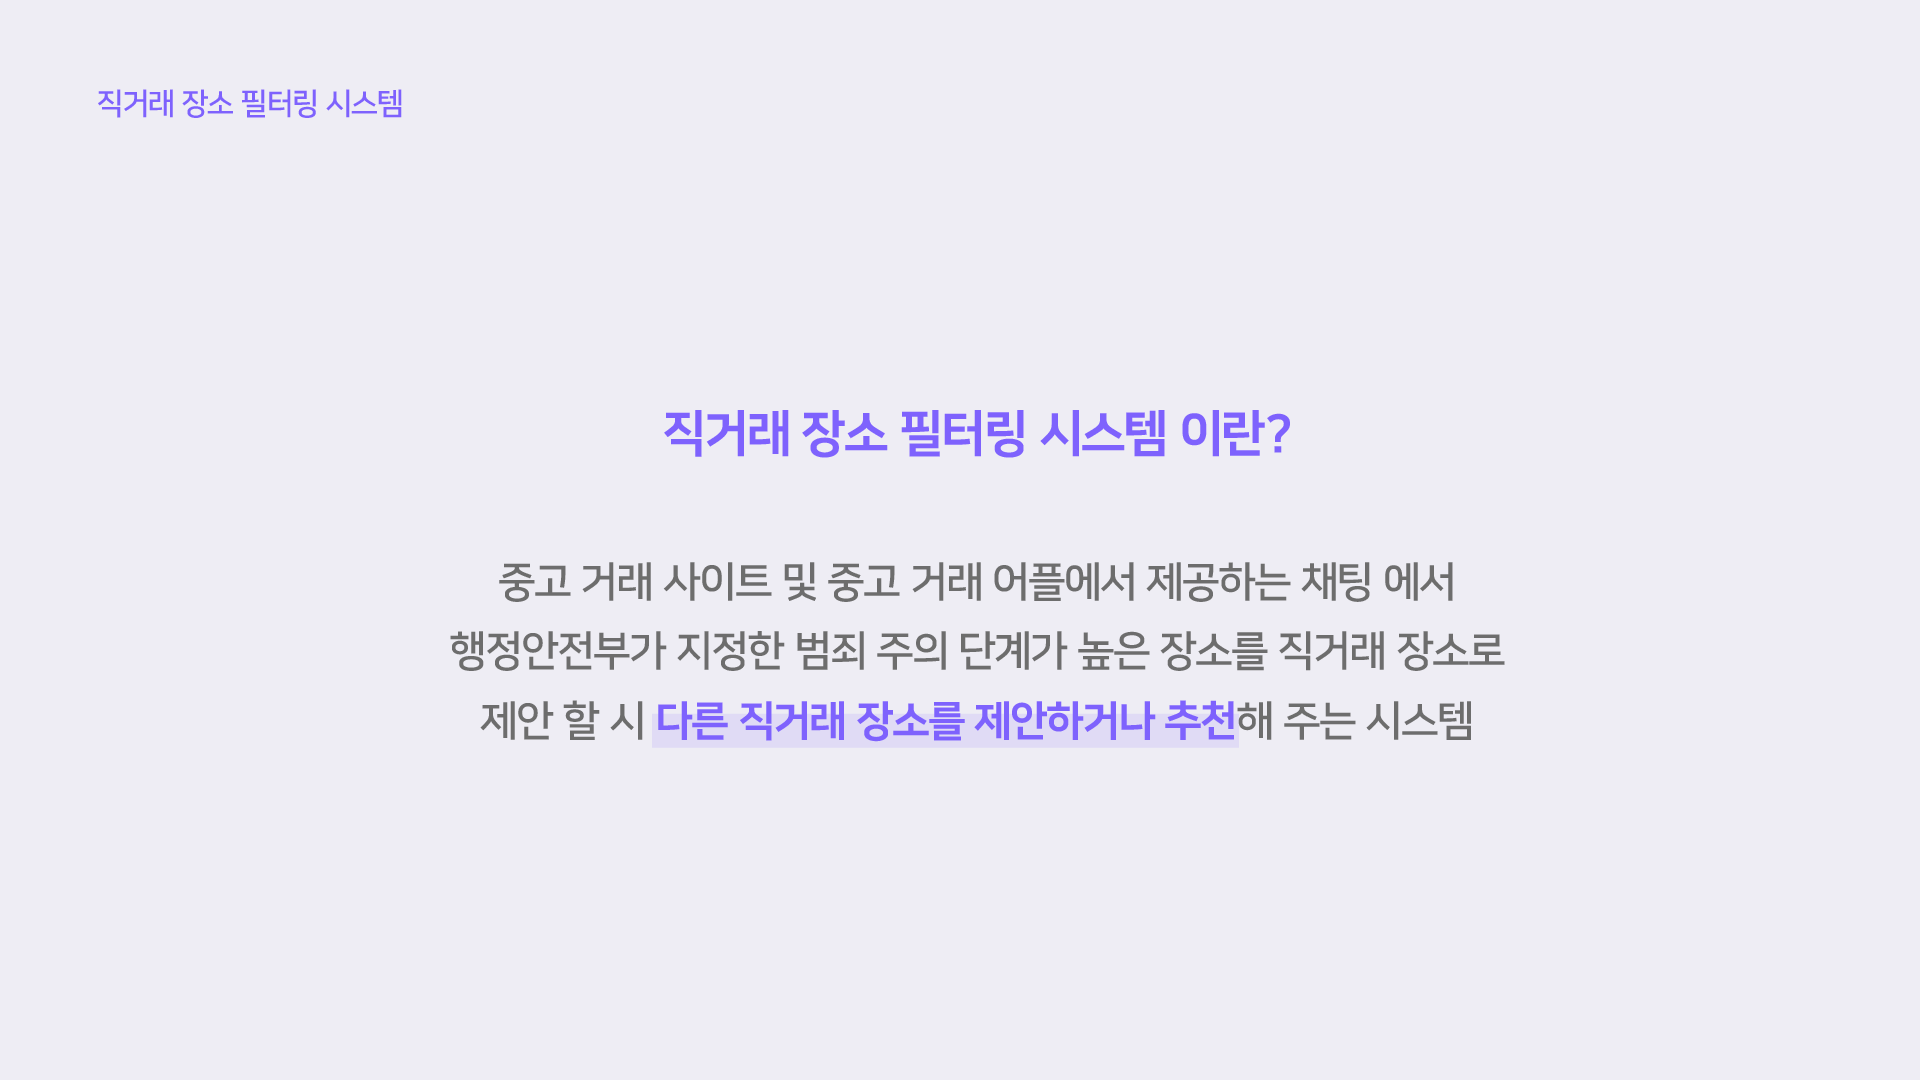 직거래 장소 필터링 시스템
직거래 장소 필터링 시스템 이란?
중고 거래 사이트 및 중고 거래 어플에서 제공하는 채팅 에서
행정안전부가 지정한 범죄 주의 단계가 높은 장소를 직거래 장소로
제안 할 시 다른 직거래 장소를 제안하거나 추천해 주는 시스템